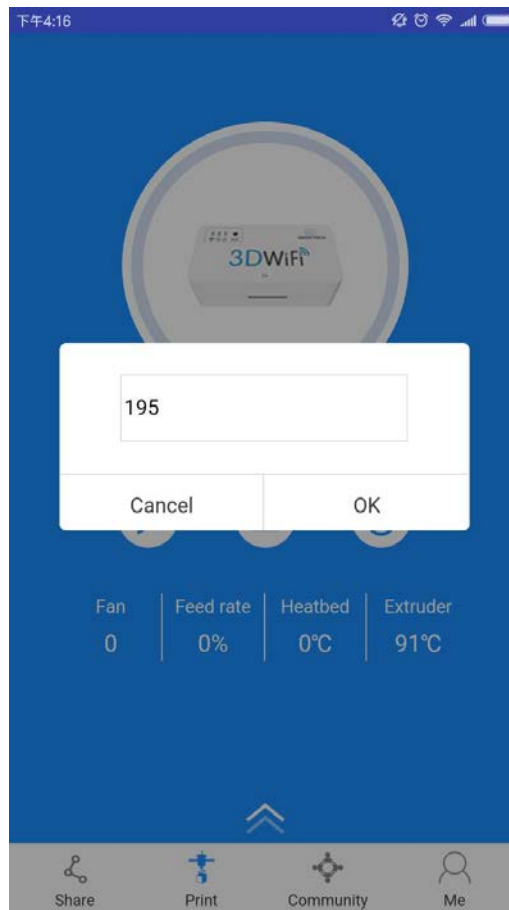 下午4:16
3DWiFi
195
Cancel OK
Fan Feed rate Heatbed Extruder
0 0% 0℃ 91℃
Share Print Community Me